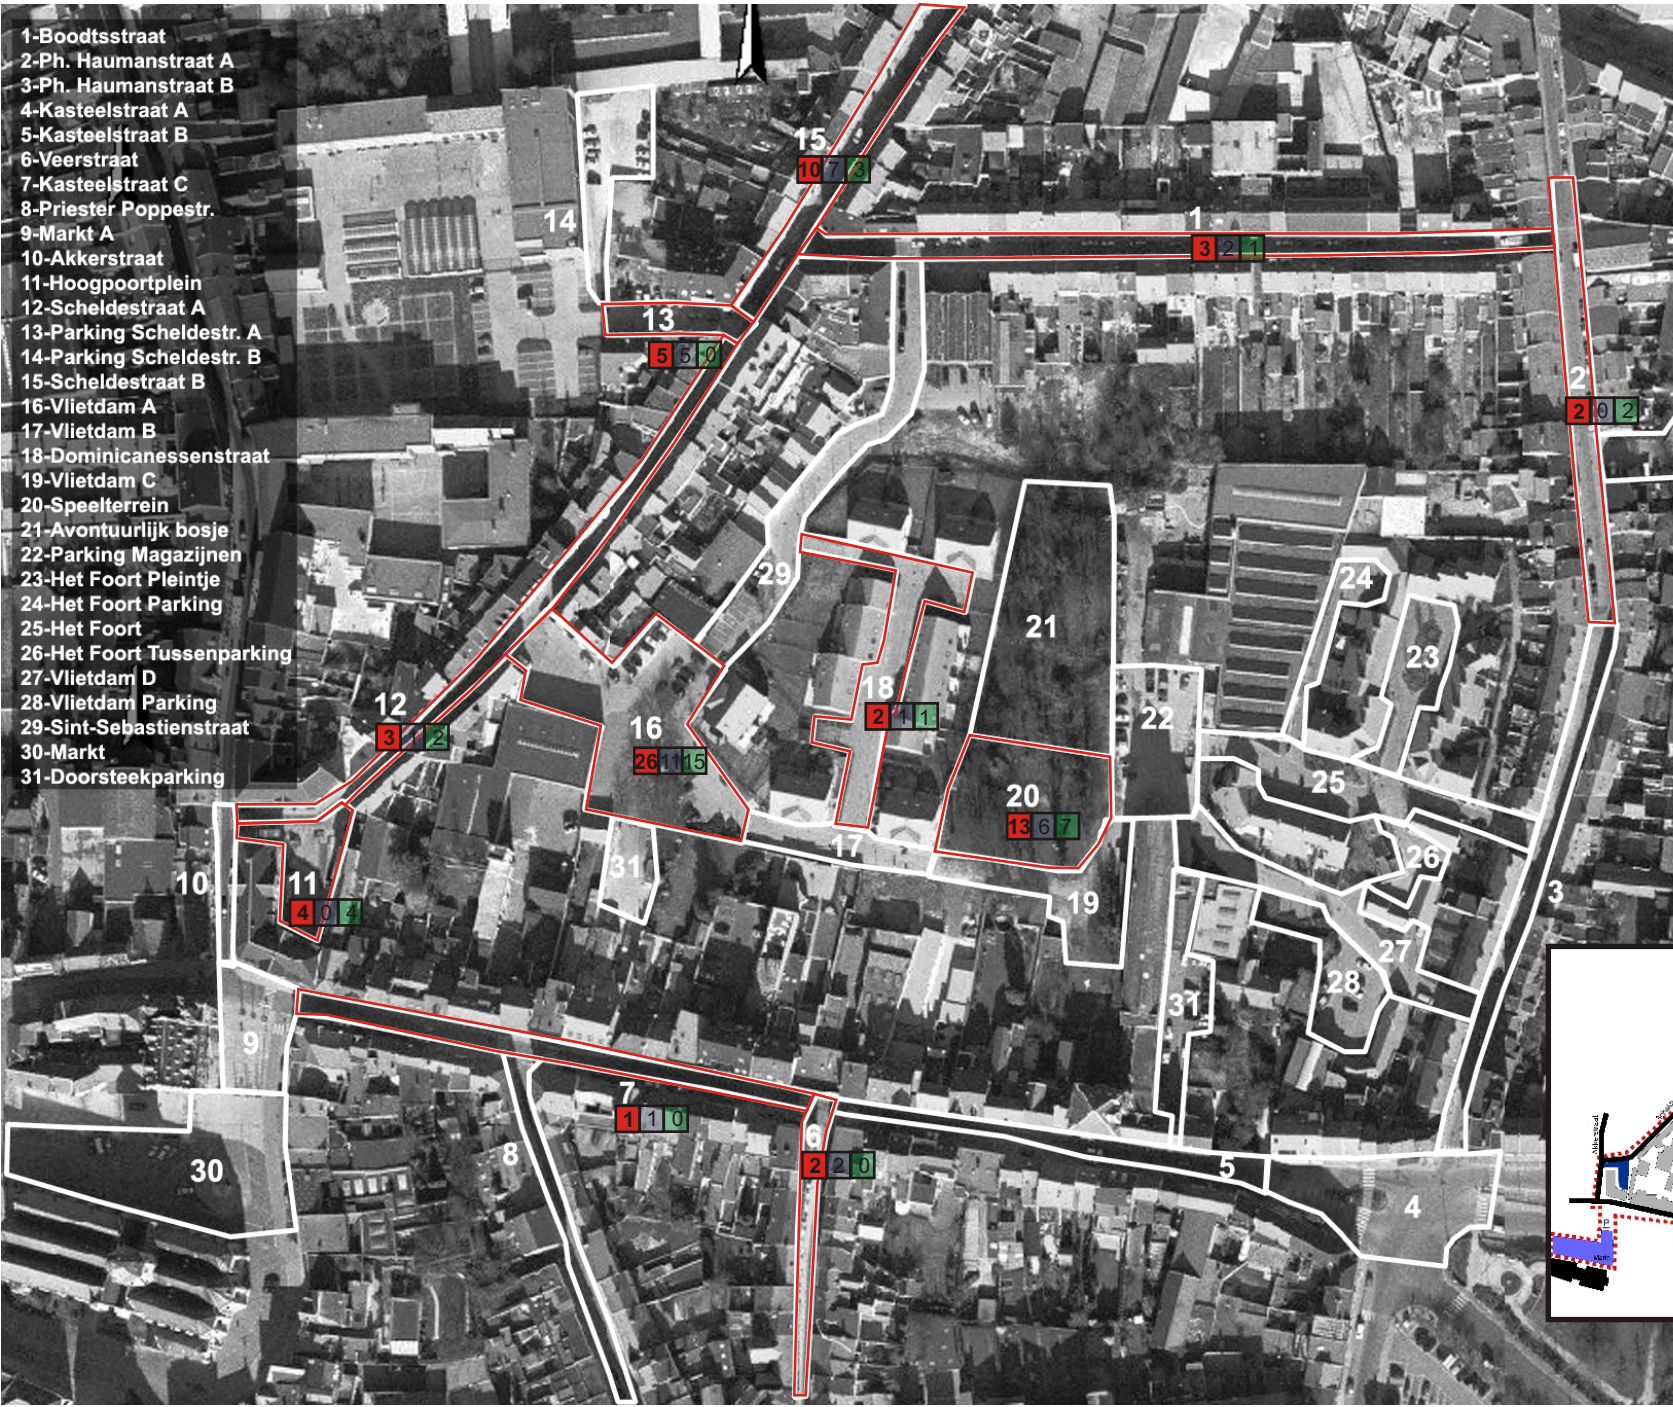 1-Boodtsstraat
2-Ph. Haumanstraat A
3-Ph. Haumanstraat B
4-Kasteelstraat A
5-Kasteelstraat B
6-Veerstraat
7-Kasteelstraat C
8-Priester Poppestr.
9-Markt A
10-Akkerstraat
11-Hoogpoortplein
12-Scheldestraat A
13-Parking Scheldestr. A
14-Parking Scheldestr. B
15-Scheldestraat B
16-Vlietdam A
17-Vlietdam B
18-Dominicanessenstraat
19-Vlietdam C
20-Speelterrein
21-Avontuurlijk bosje
22-Parking Magazijnen
23-Het Foort Pleintje
24-Het Foort Parking
25-Het Foort
26-Het Foort Tussenparking
27-Vlietdam D
28-Vlietdam Parking
29-Sint-Sebastienstraat
30-Markt
31-Doorsteekparking
15
10 7 3
14
1
3 2 1
13
5 5 0
2
2 0 2
29
24
21
23
18
2 1 1
12
3 1 2
16
26 11 15
22
25
20
13 6 7
17
31
26
10
11
4 0 4
19
3
27
28
31
9
7
1 1 0
6
2 2 0
8
5
30
4
Akkerstraat
P
Markt